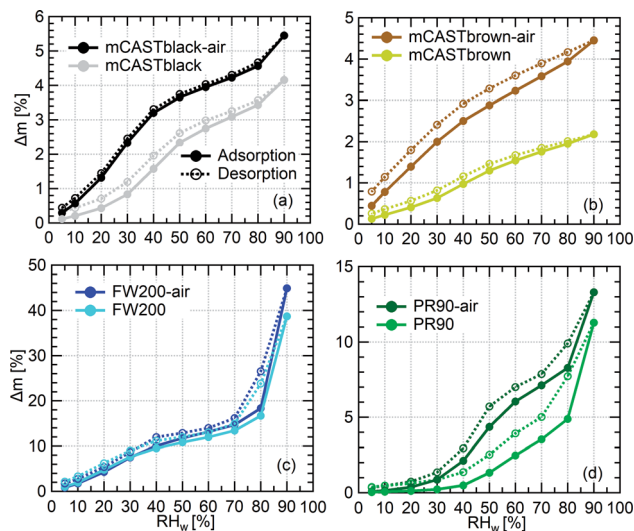 6
5
4
3
2
1
0
Δm [%]
mCASTblack-air
mCASTblack
Adsorption
Desorption
(a)
0 10 20 30 40 50 60 70 80 90 100
5
4
3
2
1
0
mCASTbrown-air
mCASTbrown
(b)
0 10 20 30 40 50 60 70 80 90 100
50
40
30
20
10
0
Δm [%]
FW200-air
FW200
(c)
0 10 20 30 40 50 60 70 80 90 100
RHw [%]
15
10
5
0
PR90-air
PR90
(d)
0 10 20 30 40 50 60 70 80 90 100
RHw [%]